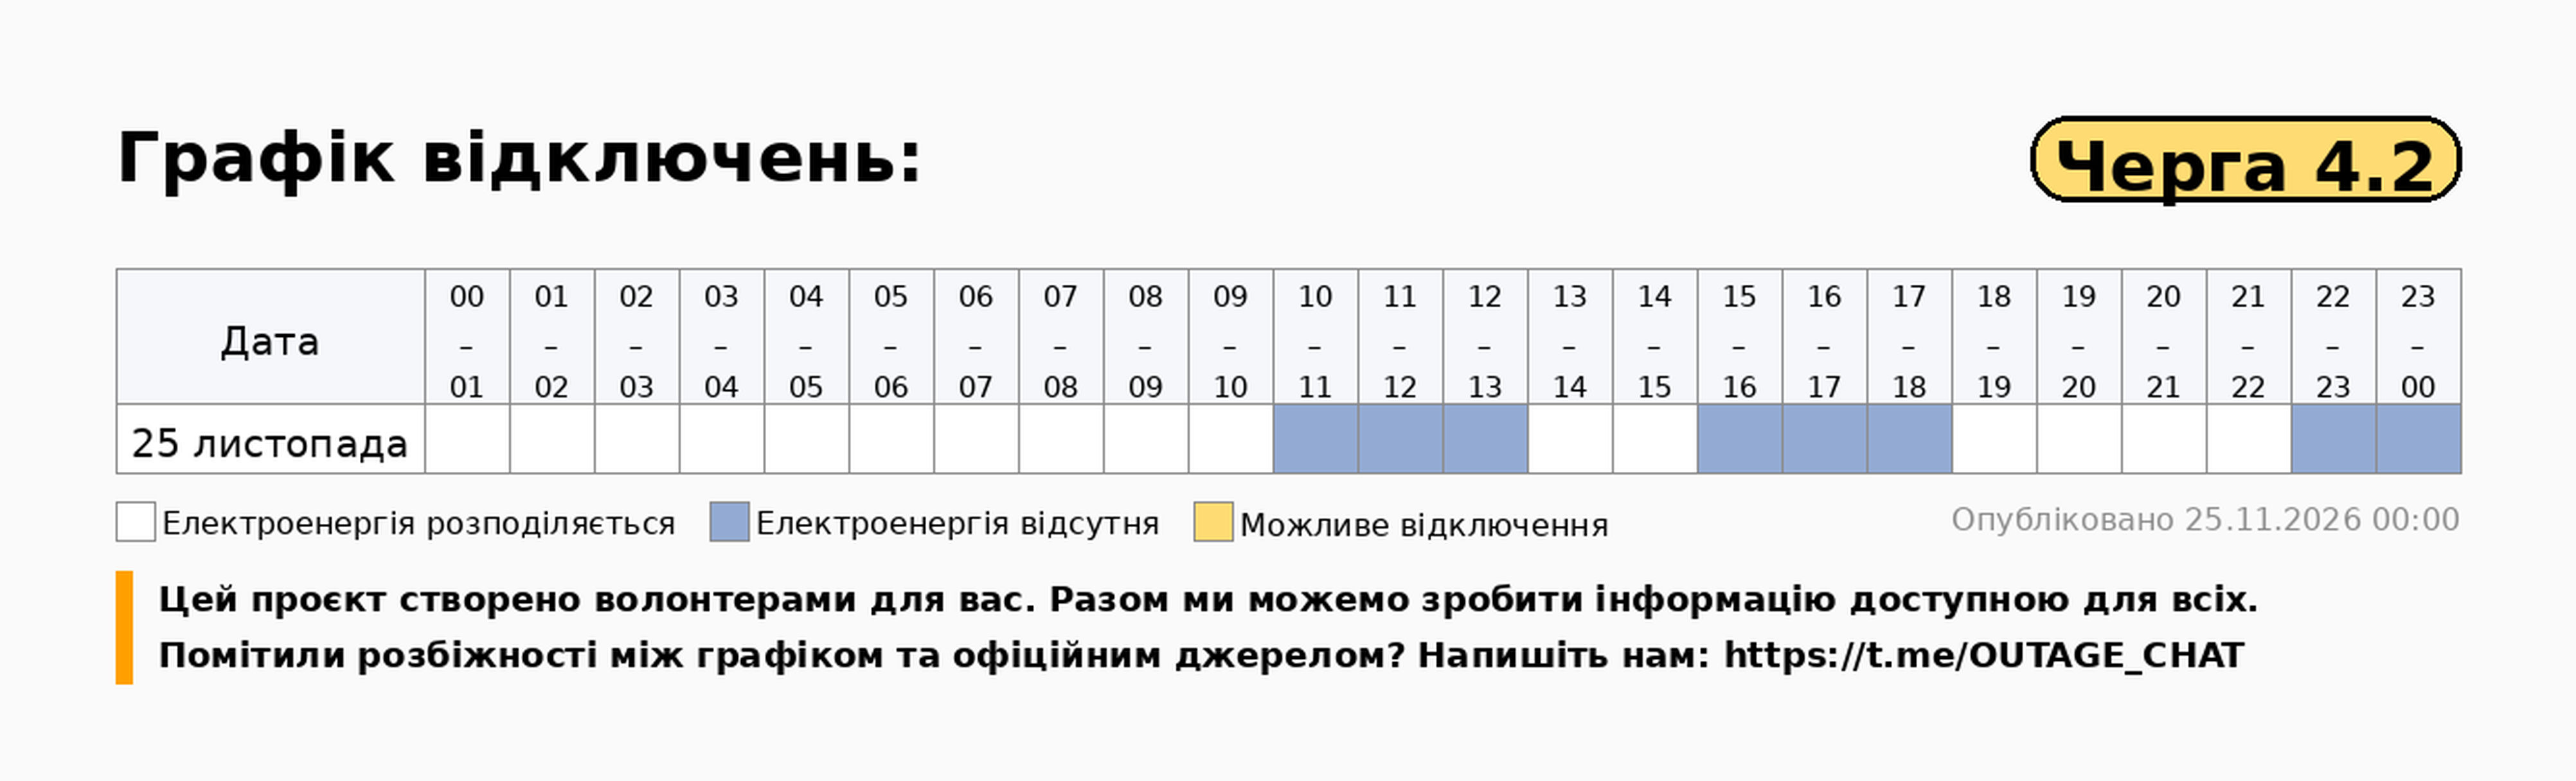 Графік відключень:
Черга 4.2
Дата 00 – 01 01 – 02 02 – 03 03 – 04 04 – 05 05 – 06 06 – 07 07 – 08 08 – 09 09 – 10 10 – 11 11 – 12 12 – 13 13 – 14 14 – 15 15 – 16 16 – 17 17 – 18 18 – 19 19 – 20 20 – 21 21 – 22 22 – 23 23 – 00
25 листопада
Електроенергія розподіляється Електроенергія відсутня Можливе відключення
Опубліковано 25.11.2026 00:00
Цей проєкт створено волонтерами для вас. Разом ми можемо зробити інформацію доступною для всіх.
Помітили розбіжності між графіком та офіційним джерелом? Напишіть нам: https://t.me/OUTAGE_CHAT